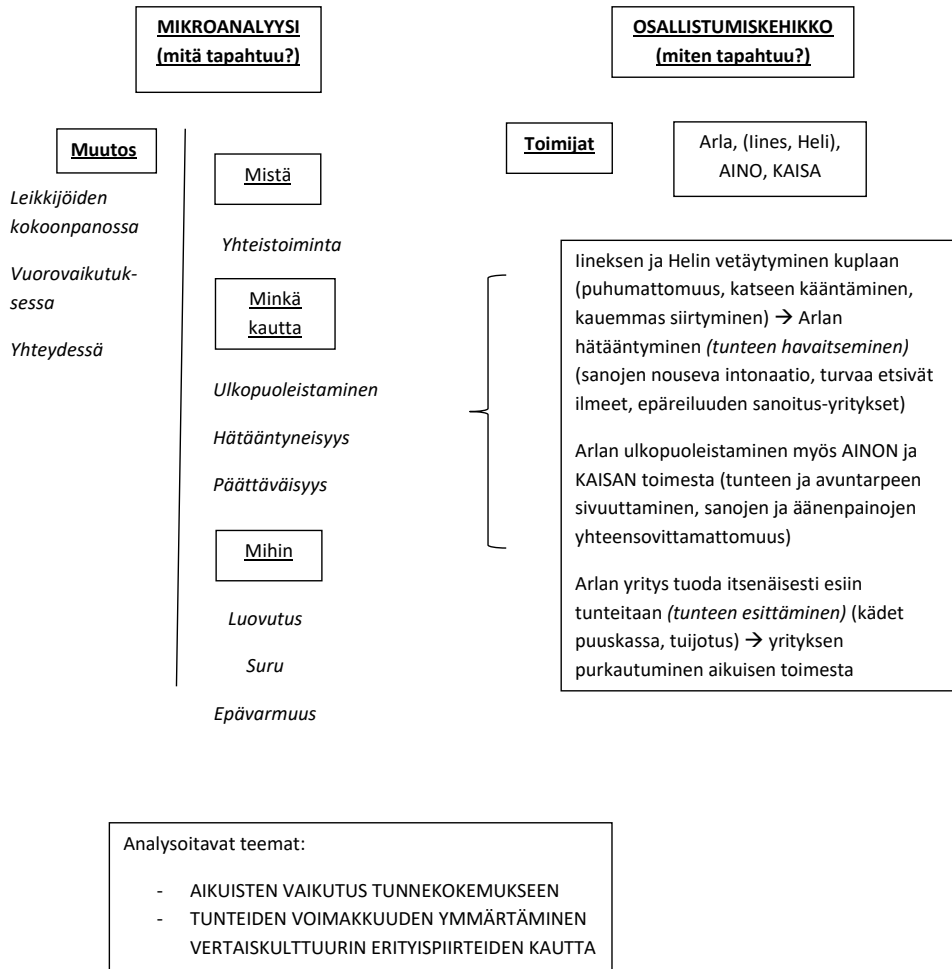 MIKROANALYYSI
(mitä tapahtuu?)
OSALLISTUMISKEHIKKO
(miten tapahtuu?)
Muutos
Leikkijöiden
kokoonpanossa
Vuorovaikutuk-
sessa
Yhteydessä
Mistä
Yhteistoiminta
Minkä
kautta
Ulkopuoleistaminen
Hätääntyneisyys
Päättäväisyys
Mihin
Luovutus
Suru
Epävarmuus
Toimijat
Arla, (Iines, Heli),
AINO, KAISA
Iineksen ja Helin vetäytyminen kuplaan
(puhumattomuus, katseen kääntäminen,
kauemmas siirtyminen) → Arlan
hätääntyminen (tunteen havaitseminen)
(sanojen nouseva intonaatio, turvaa etsivät
ilmeet, epäreiluuden sanoitus-yritykset)
Arlan ulkopuoleistaminen myös AINON ja
KAISAN toimesta (tunteen ja avuntarpeen
sivuuttaminen, sanojen ja äänenpainojen
yhteensovittamattomuus)
Arlan yritys tuoda itsenäisesti esiin
tunteitaan (tunteen esittäminen) (kädet
puuskassa, tuijotus) → yrityksen
purkautuminen aikuisen toimesta
Analysoitavat teemat:
- AIKUISTEN VAIKUTUS TUNNEKOKEMUKSEEN
- TUNTEIDEN VOIMAKKUUDEN YMMÄRTÄMINEN
VERTAISKULTTUURIN ERITYISPIIRTEIDEN KAUTTA